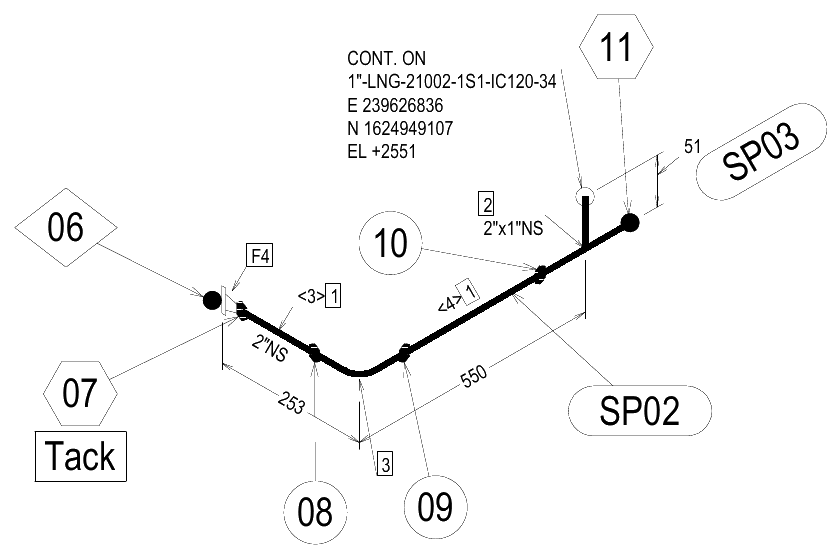 CONT. ON
1"-LNG-21002-1S1-IC120-34
E 239626836
N 1624949107
EL +2551
11
SP03
51
06
F4
10
2
2"x1"NS
<3> 1
<4> 1
2"NS
07
Tack
253
550
SP02
3
08
09